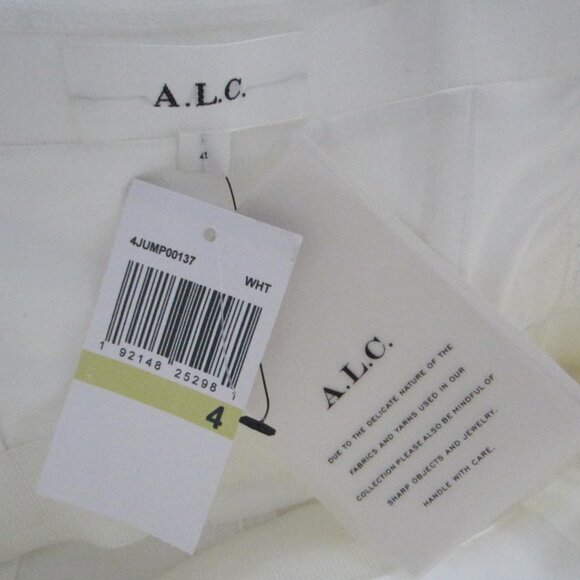 A.L.C.
4
4JUMP00137
WHT
1 92148 25298 1
4
A.L.C.
DUE TO THE DELICATE NATURE OF THE
FABRICS AND YARNS USED IN OUR
COLLECTION PLEASE ALSO BE MINDFUL OF
SHARP OBJECTS AND JEWELRY.
HANDLE WITH CARE.